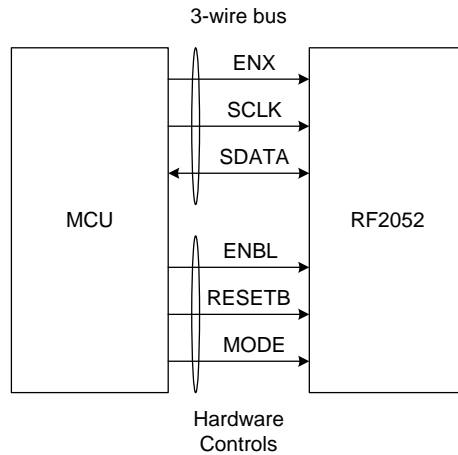 3-wire bus
ENX
SCLK
SDATA
MCU
RF2052
ENBL
RESETB
MODE
Hardware
Controls